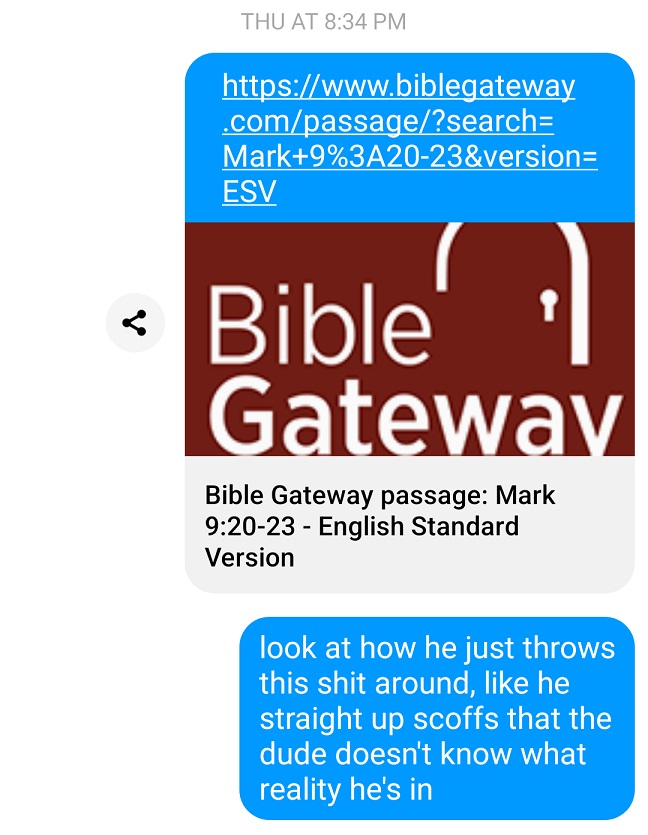 THU AT 8:34 PM
https://www.biblegateway
.com/passage/?search=
Mark+9%3A20-23&version=
ESV
Bible
Gateway
Bible Gateway passage: Mark
9:20-23 - English Standard
Version
look at how he just throws
this shit around, like he
straight up scoffs that the
dude doesn't know what
reality he's in